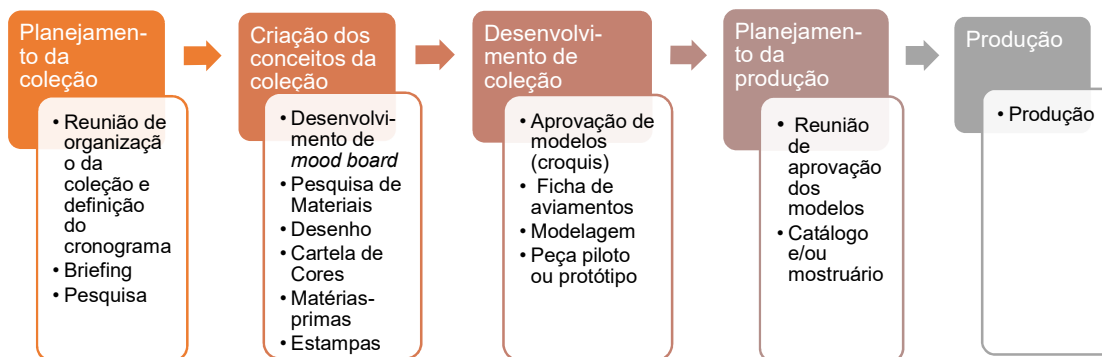 Planejamen-
to da
coleção
• Reunião de
organizaçã
o da
coleção e
definição
do
cronograma
• Briefing
• Pesquisa
Criação dos
conceitos da
coleção
• Desenvolvi-
mento de
mood board
• Pesquisa de
Materiais
• Desenho
• Cartela de
Cores
• Matérias-
primas
• Estampas
Desenvolvi-
mento de
coleção
• Aprovação de
modelos
(croquis)
• Ficha de
aviamentos
• Modelagem
• Peça piloto
ou protótipo
Planejamen-
to da
produção
• Reunião
de
aprovação
dos
modelos
• Catálogo
e/ou
mostruário
Produção
• Produção